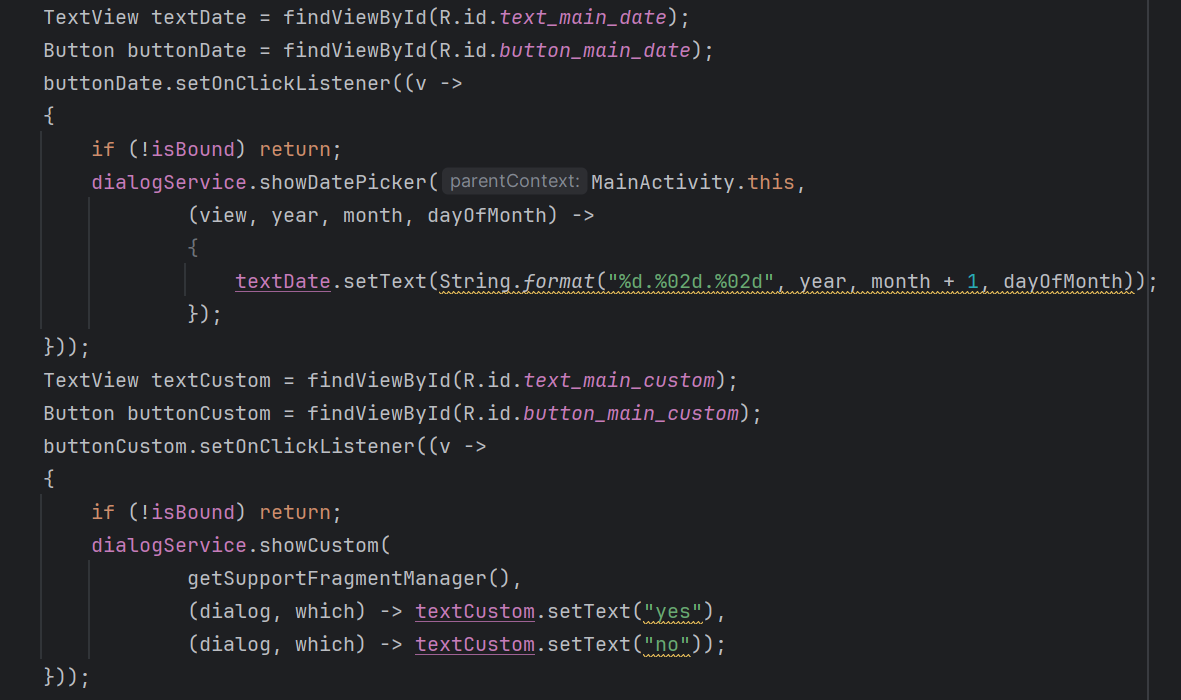 TextView textDate = findViewById(R.id.text_main_date);
Button buttonDate = findViewById(R.id.button_main_date);
buttonDate.setOnClickListener((v ->
{
    if (!isBound) return;
    dialogService.showDatePicker( parentContext: MainActivity.this,
            (view, year, month, dayOfMonth) ->
            {
                textDate.setText(String.format("%d.%02d.%02d", year, month + 1, dayOfMonth));
            });
}));
TextView textCustom = findViewById(R.id.text_main_custom);
Button buttonCustom = findViewById(R.id.button_main_custom);
buttonCustom.setOnClickListener((v ->
{
    if (!isBound) return;
    dialogService.showCustom(
            getSupportFragmentManager(),
            (dialog, which) -> textCustom.setText("yes"),
            (dialog, which) -> textCustom.setText("no"));
}));